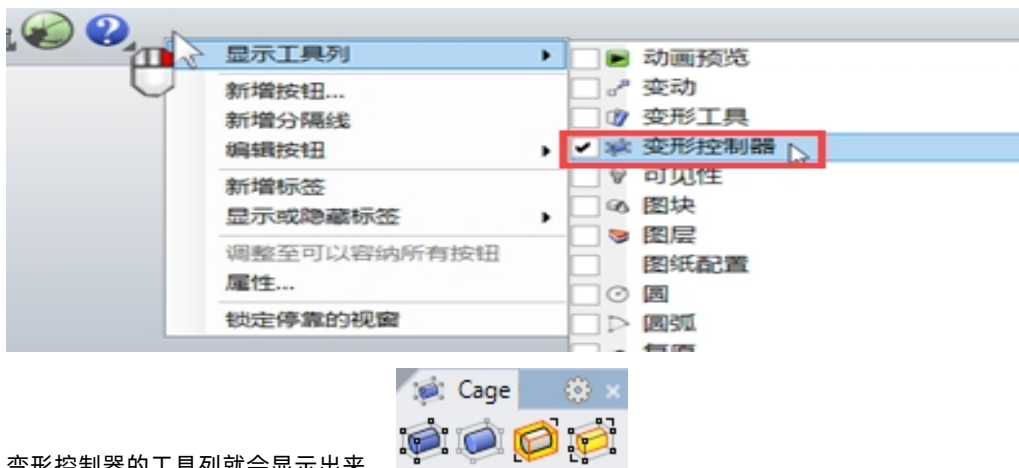 显示工具列
新增按钮...
新增分隔线
编辑按钮
新增标签
显示或隐藏标签
调整至可以容纳所有按钮
属性...
锁定停靠的视窗
动画预览
变动
变形工具
变形控制器
可见性
图块
图层
图纸配置
圆
圆弧
复原
Cage
变形控制器的工具列就会显示出来